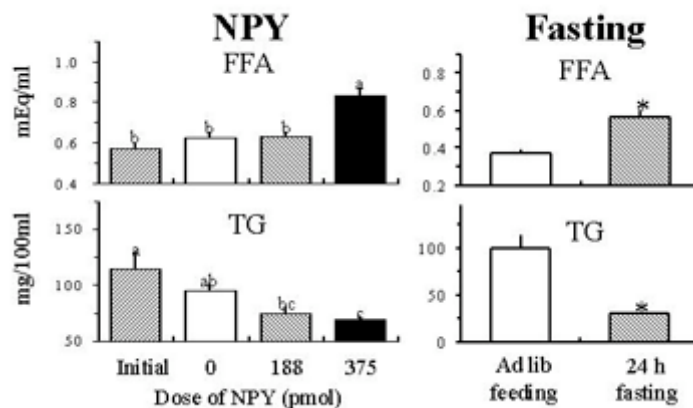 NPY
FFA
mEq/ml
1.0
0.8
0.6
0.4
b
b
b
a
TG
mg/100ml
150
100
50
a
ab
bc
c
Initial 0 188 375
Dose of NPY (pmol)
Fasting
FFA
0.8
0.6
0.4
0.2
*
TG
100
50
0
*
Ad lib feeding
24 h fasting